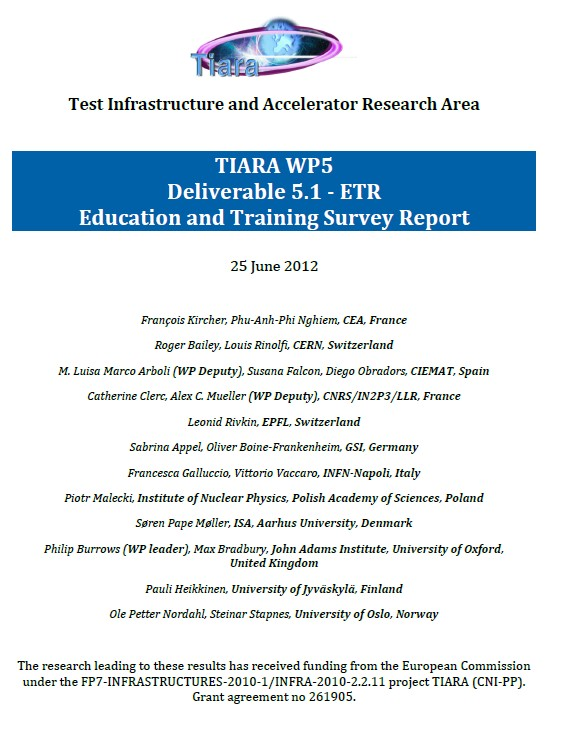 Tiara
Test Infrastructure and Accelerator Research Area
TIARA WP5
Deliverable 5.1 - ETR
Education and Training Survey Report
25 June 2012
François Kircher, Phu-Anh-Phi Nghiem, CEA, France
Roger Bailey, Louis Rinolfi, CERN, Switzerland
M. Luisa Marco Arboli (WP Deputy), Susana Falcon, Diego Obradors, CIEMAT, Spain
Catherine Clerc, Alex C. Mueller (WP Deputy), CNRS/IN2P3/LLR, France
Leonid Rivkin, EPFL, Switzerland
Sabrina Appel, Oliver Boine-Frankenheim, GSI, Germany
Francesca Galluccio, Vittorio Vaccaro, INFN-Napoli, Italy
Piotr Malecki, Institute of Nuclear Physics, Polish Academy of Sciences, Poland
Søren Pape Møller, ISA, Aarhus University, Denmark
Philip Burrows (WP leader), Max Bradbury, John Adams Institute, University of Oxford,
United Kingdom
Pauli Heikkinen, University of Jyväskylä, Finland
Ole Petter Nordahl, Steinar Stapnes, University of Oslo, Norway
The research leading to these results has received funding from the European Commission
under the FP7-INFRASTRUCTURES-2010-1/INFRA-2010-2.2.11 project TIARA (CNI-PP).
Grant agreement no 261905.